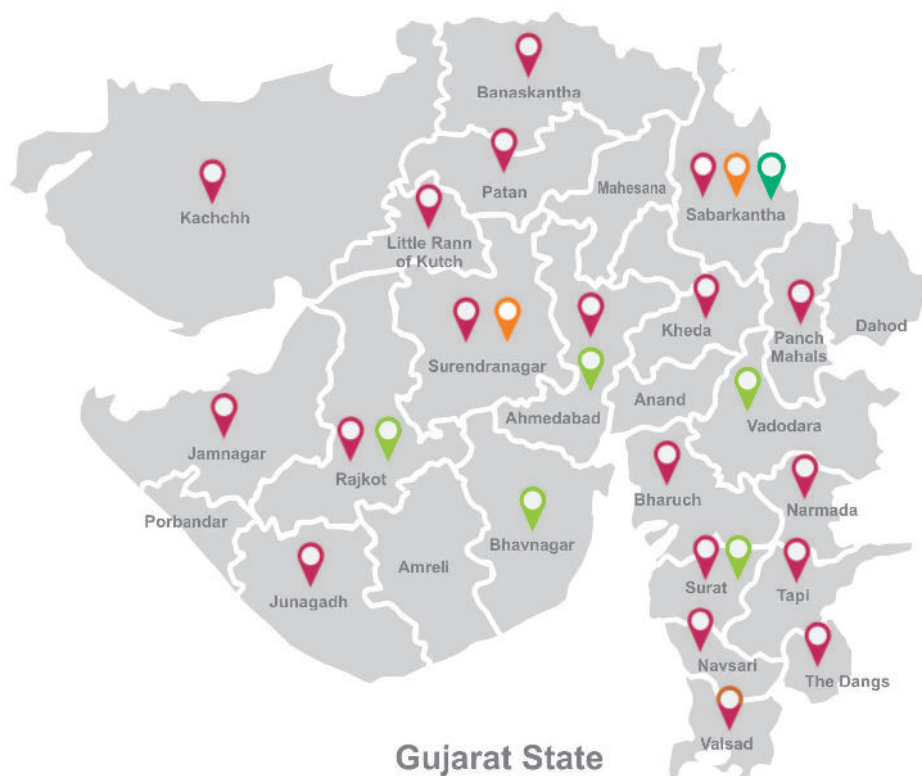 Banaskantha
Patan
Mahesana
Kachchh
Sabarkantha
Little Rann
of Kutch
Kheda
Panch
Mahals
Dahod
Surendranagar
Ahmedabad
Anand
Vadodara
Jamnagar
Rajkot
Bharuch
Narmada
Porbandar
Bhavnagar
Amreli
Junagadh
Surat
Tapi
Navsari
The Dangs
Valsad
Gujarat State